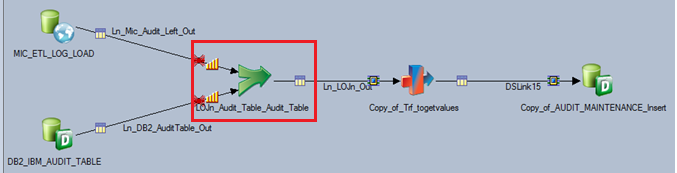 Ln_Mic_Audit_Left_Out
MIC_ETL_LOG_LOAD
LOJn_Audit_Table_Audit_Table
Ln_LOJn_Out
Copy_of_Trf_togetvalues
DSLink15
Copy_of_AUDIT_MAINTENANCE_Insert
Ln_DB2_AuditTable_Out
DB2_IBM_AUDIT_TABLE